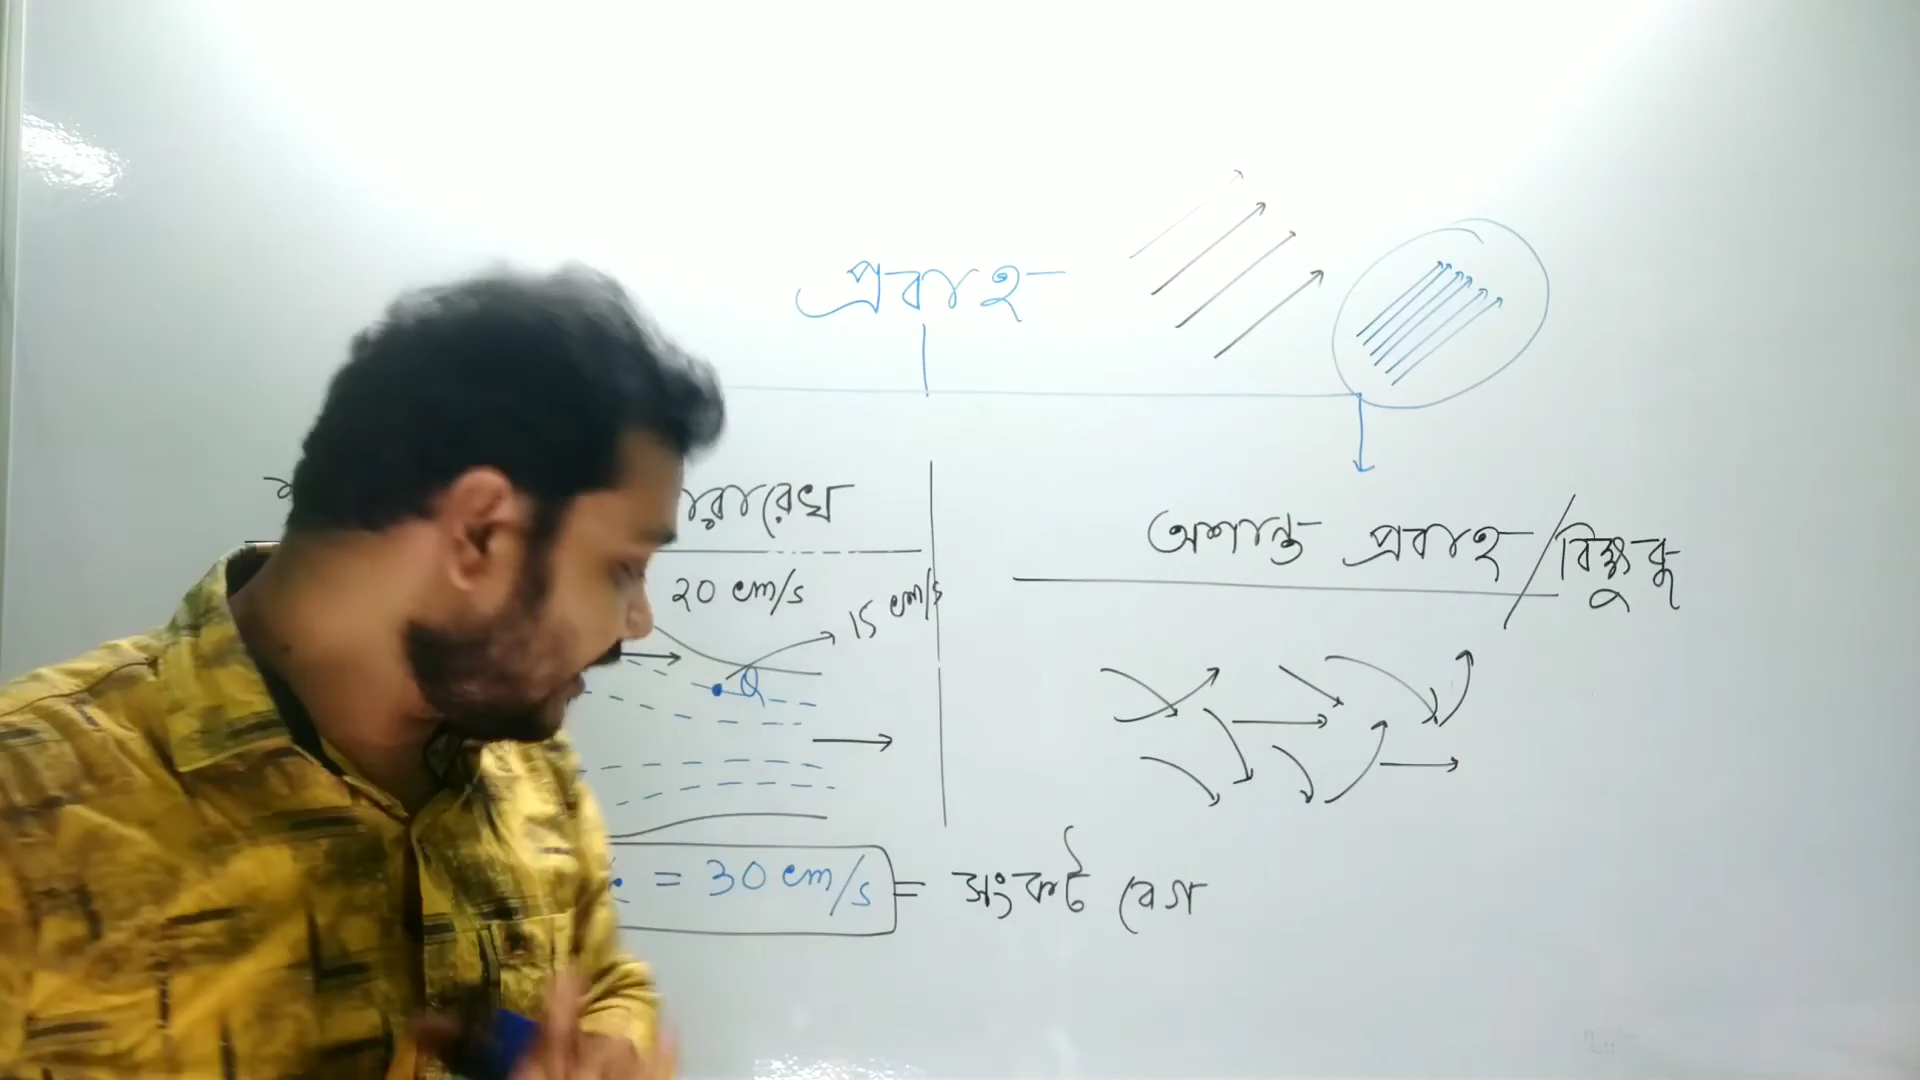 প্রবাহ
রারেখ
অশান্ত প্রবাহ / বিক্ষুব্ধ
20 cm/s
15 cm/s
Q
= 30 cm/s = সংকট বেগ